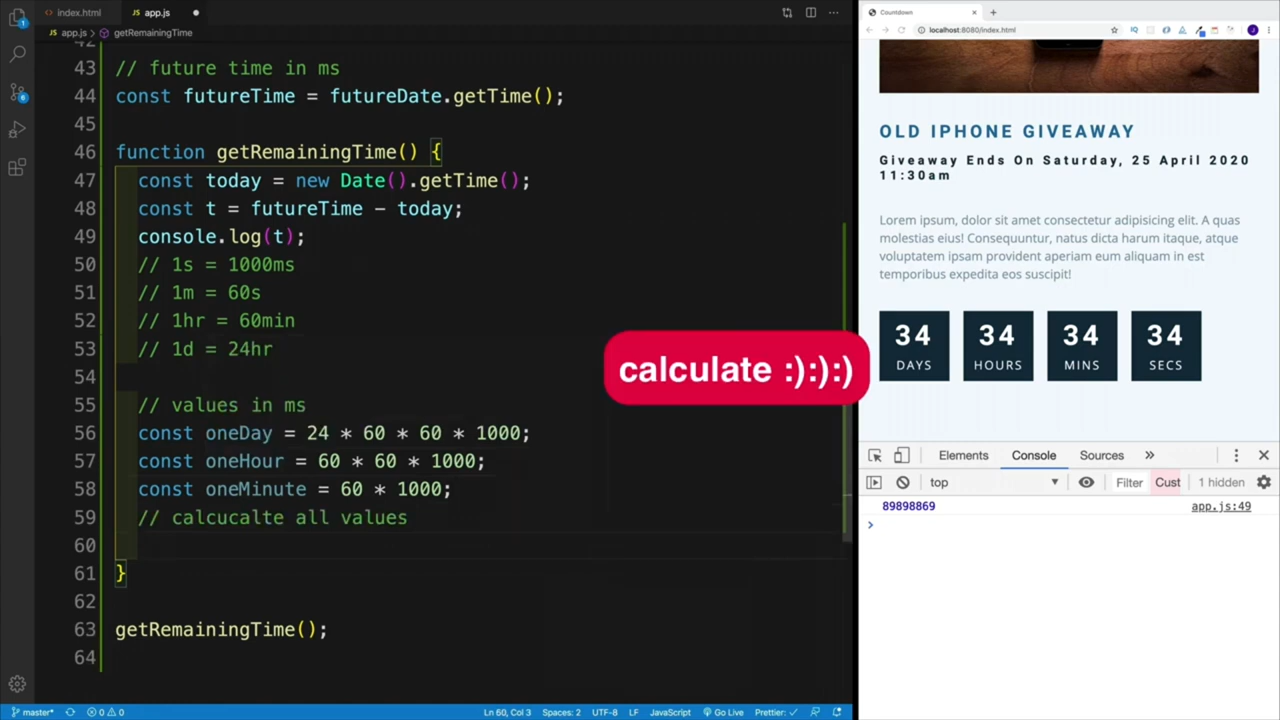 index.html
app.js
app.js > getRemainingTime
42
43 // future time in ms
44 const futureTime = futureDate.getTime();
45
46 function getRemainingTime() {
47 const today = new Date().getTime();
48 const t = futureTime - today;
49 console.log(t);
50 // 1s = 1000ms
51 // 1m = 60s
52 // 1hr = 60min
53 // 1d = 24hr
54
55 // values in ms
56 const oneDay = 24 * 60 * 60 * 1000;
57 const oneHour = 60 * 60 * 1000;
58 const oneMinute = 60 * 1000;
59 // calcucalte all values
60
61 }
62
63 getRemainingTime();
64
calculate :):):)
1
6
master*
0 0
Ln 60, Col 3
Spaces: 2
UTF-8
LF
JavaScript
Go Live
Prettier: ✓
Countdown
localhost:8080/index.html
J
OLD IPHONE GIVEAWAY
Giveaway Ends On Saturday, 25 April 2020
11:30am
Lorem ipsum, dolor sit amet consectetur adipisicing elit. A quas
molestias eius! Consequuntur, natus dicta harum itaque, atque
voluptatem ipsam provident aperiam eum aliquam in est
temporibus expedita eos suscipit!
34 34 34 34
DAYS HOURS MINS SECS
Elements Console Sources »
top
Filter
Cust
1 hidden
89898869 app.js:49
>